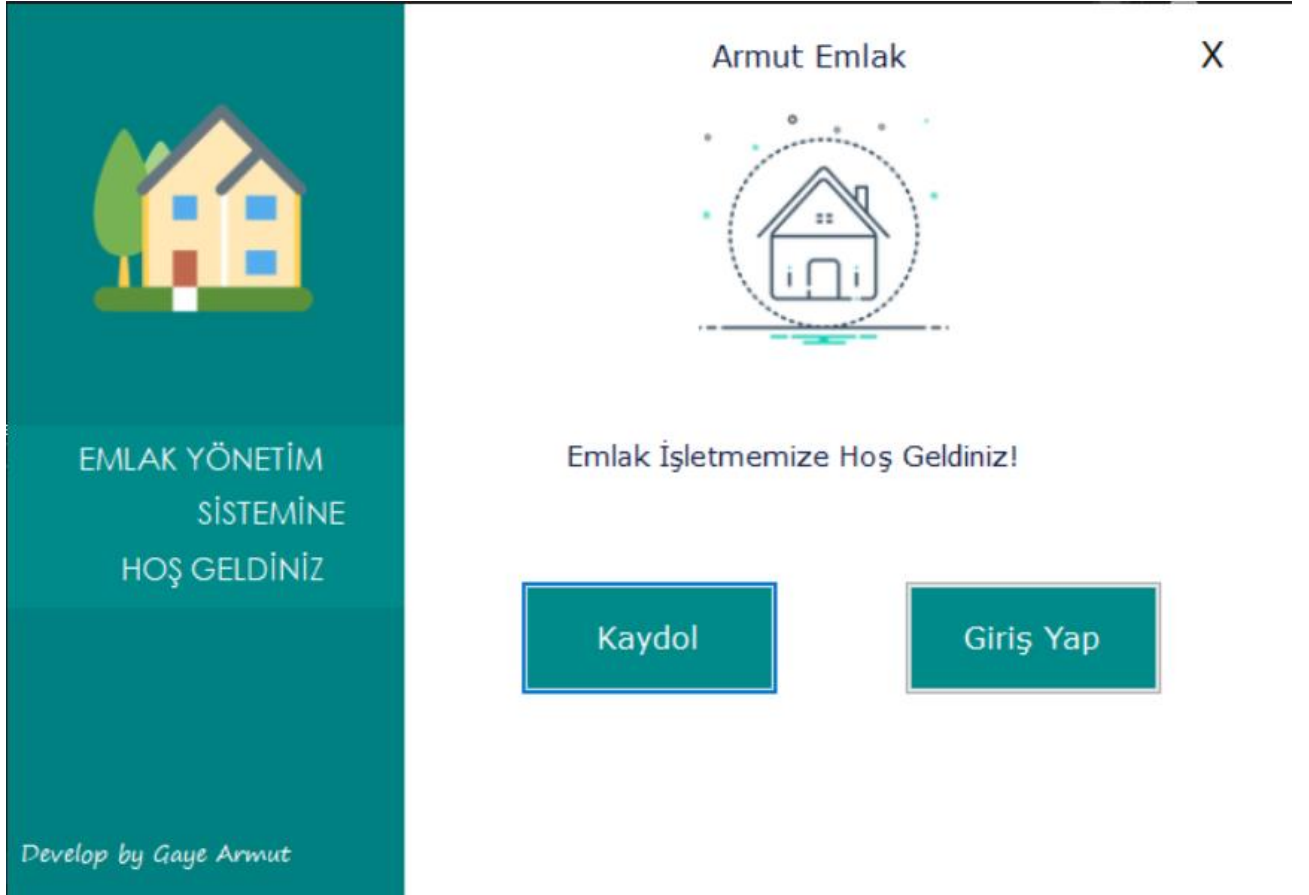 EMLAK YÖNETİM
SİSTEMİNE
HOŞ GELDİNİZ
Develop by Gaye Armut
Armut Emlak
X
Emlak İşletmemize Hoş Geldiniz!
Kaydol
Giriş Yap